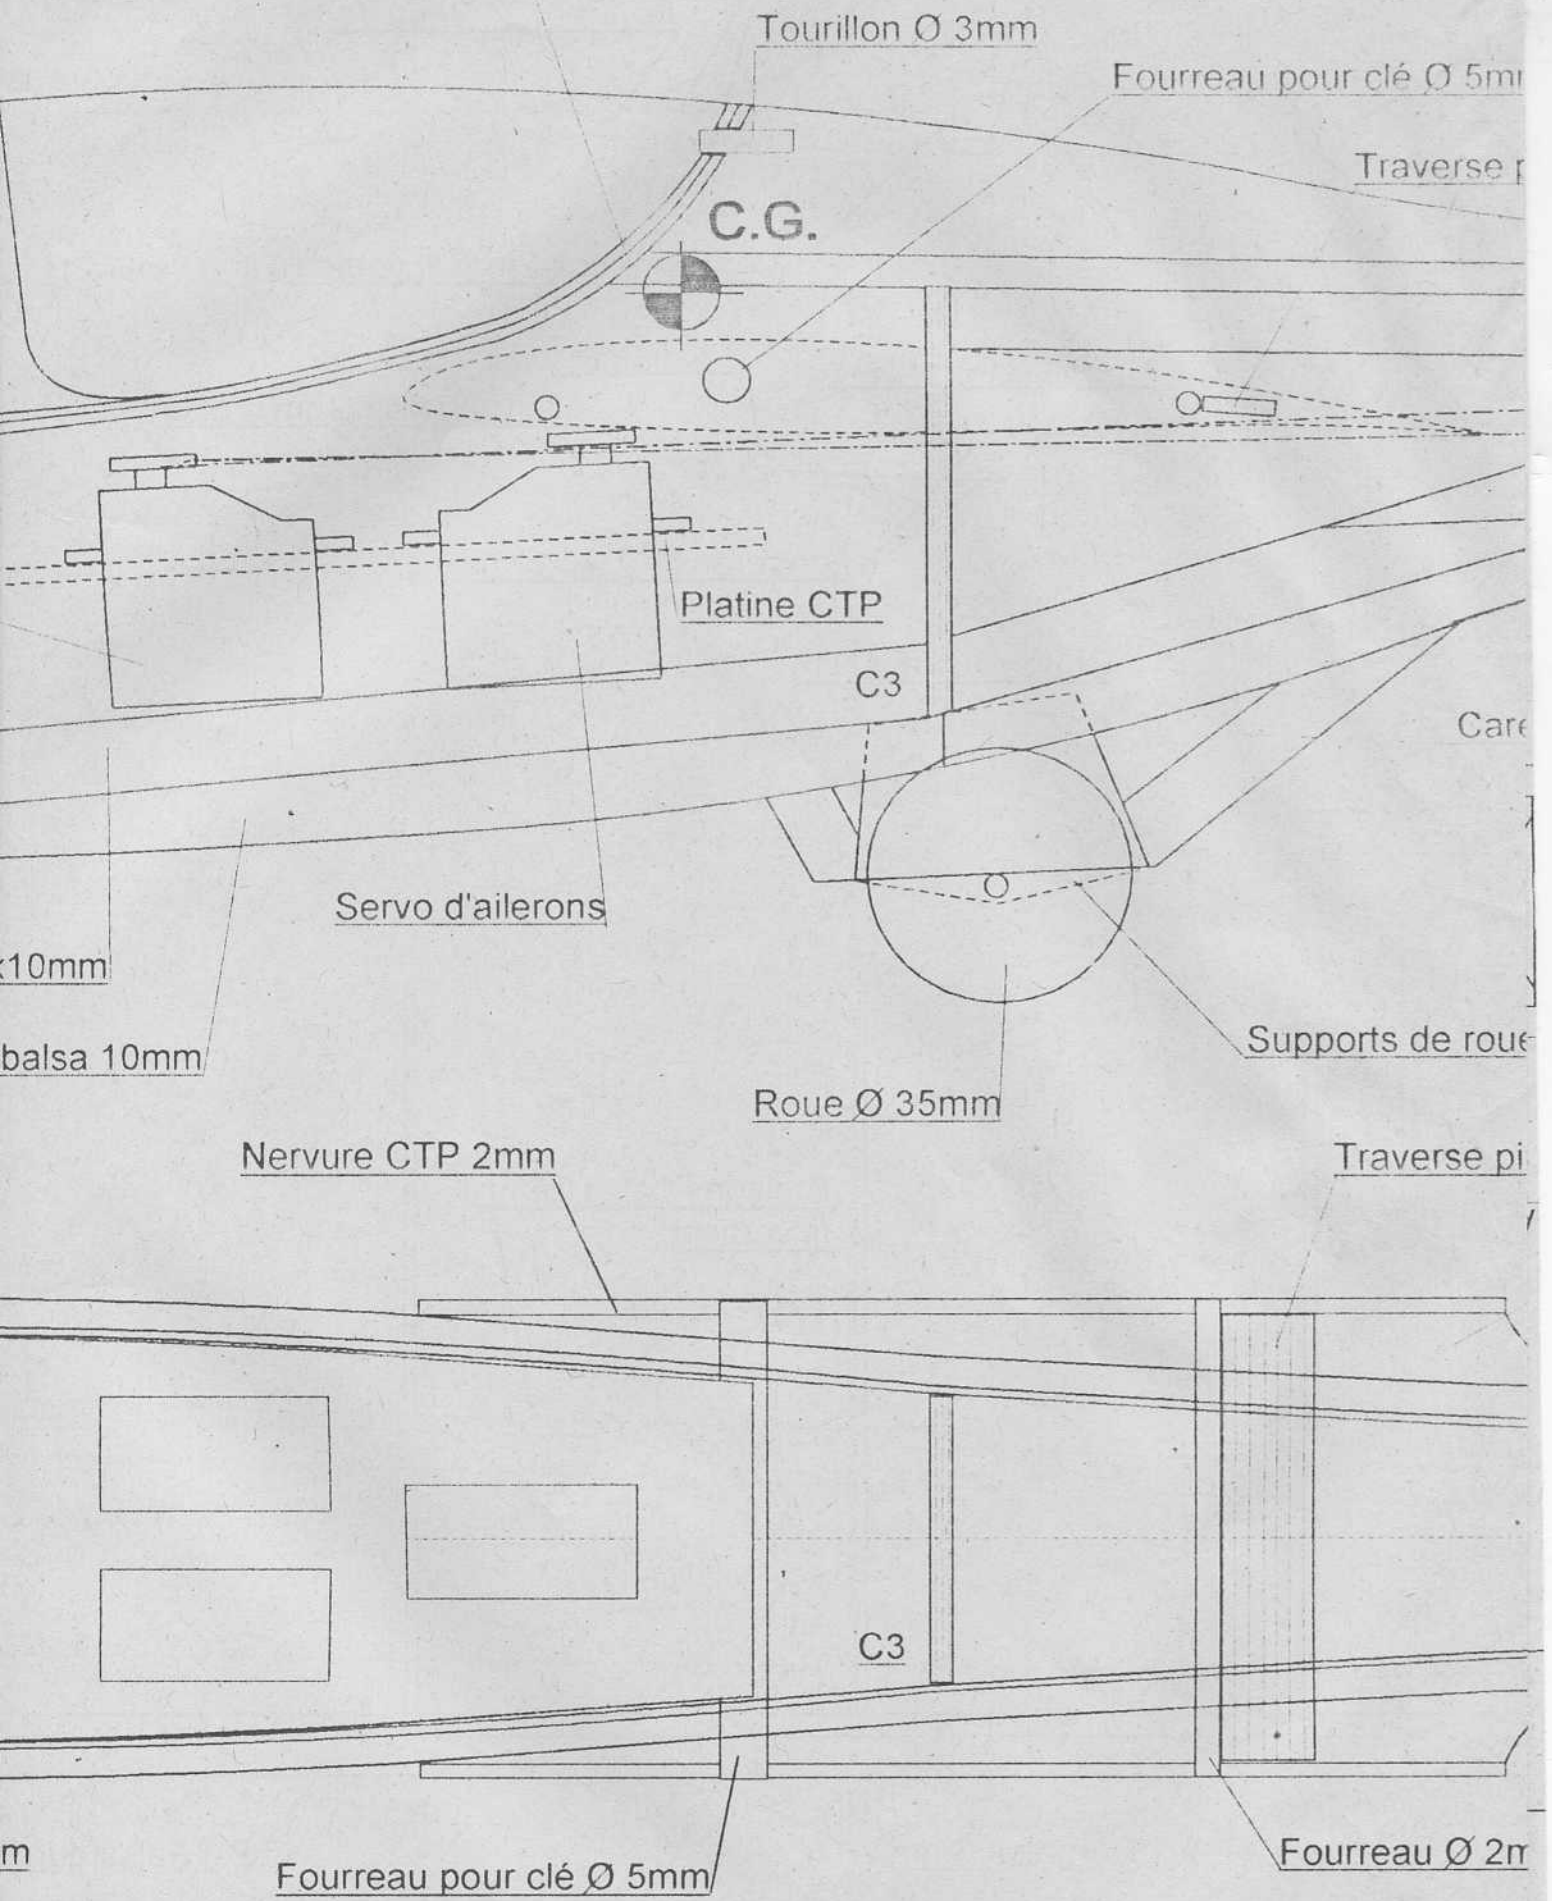 Tourillon Ø 3mm
Fourreau pour clé Ø 5m
Traverse
C.G.
Platine CTP
C3
Care
Servo d'ailerons
x10mm
balsa 10mm
Supports de roue
Roue Ø 35mm
Nervure CTP 2mm
Traverse pi
C3
m
Fourreau pour clé Ø 5mm
Fourreau Ø 2m